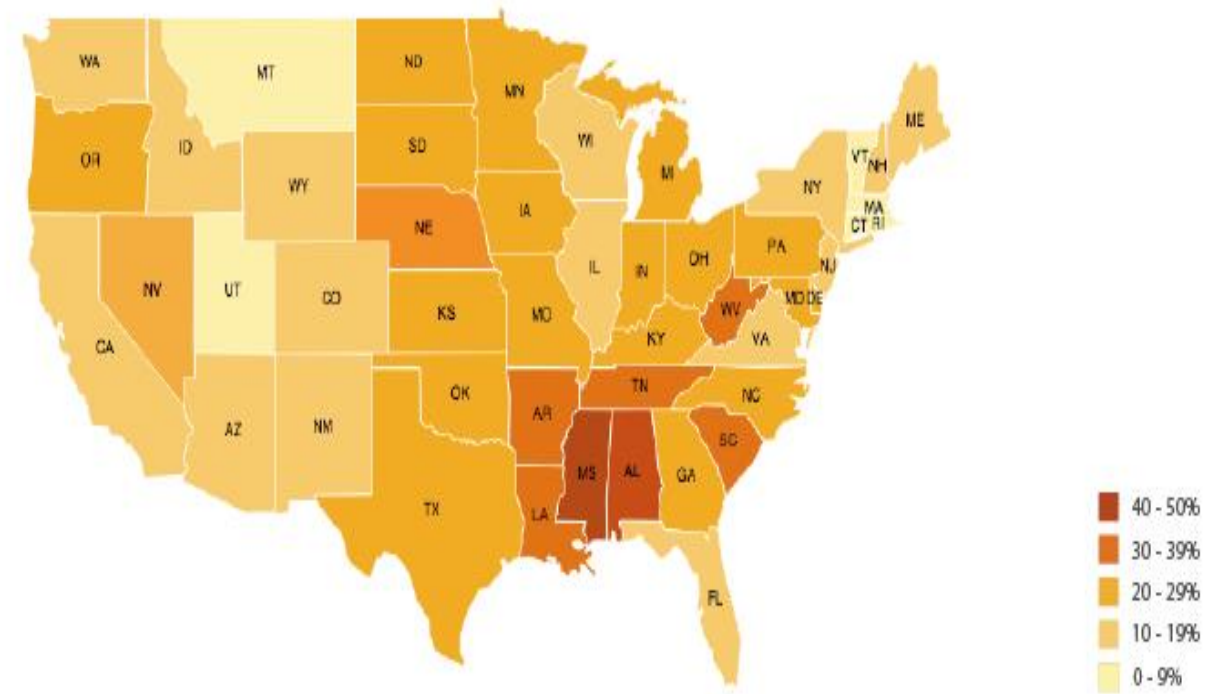 WA
MT
ND
MN
ME
OR
ID
SD
WI
VT
NH
WY
MI
NY
MA
NE
IA
CT
RI
PA
NV
UT
CO
IL
IN
OH
NJ
KS
MO
WV
MD
DE
CA
KY
VA
OK
TN
NC
AZ
NM
AR
SC
MS
AL
GA
TX
LA
FL
40 - 50%
30 - 39%
20 - 29%
10 - 19%
0 - 9%